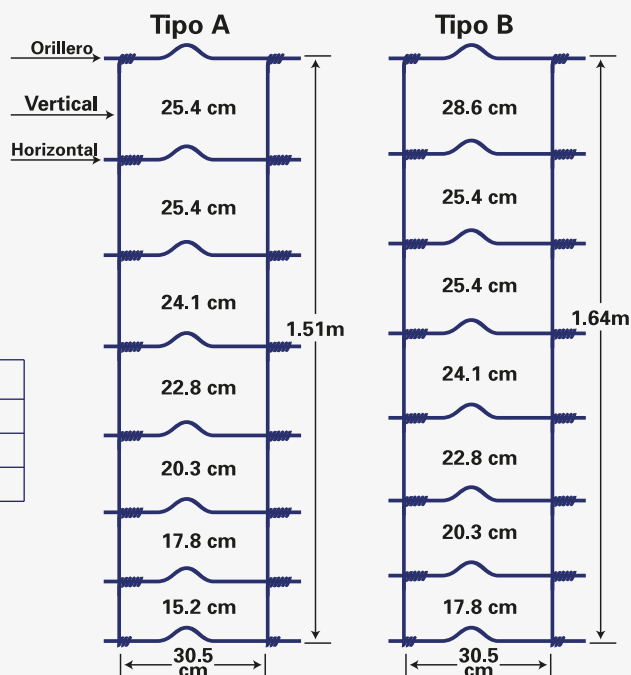 Tipo A
Orillero
Vertical
Horizontal
25.4 cm
25.4 cm
24.1 cm
22.8 cm
20.3 cm
17.8 cm
15.2 cm
1.51m
30.5
cm
Tipo B
28.6 cm
25.4 cm
25.4 cm
24.1 cm
22.8 cm
20.3 cm
17.8 cm
1.64m
30.5
cm